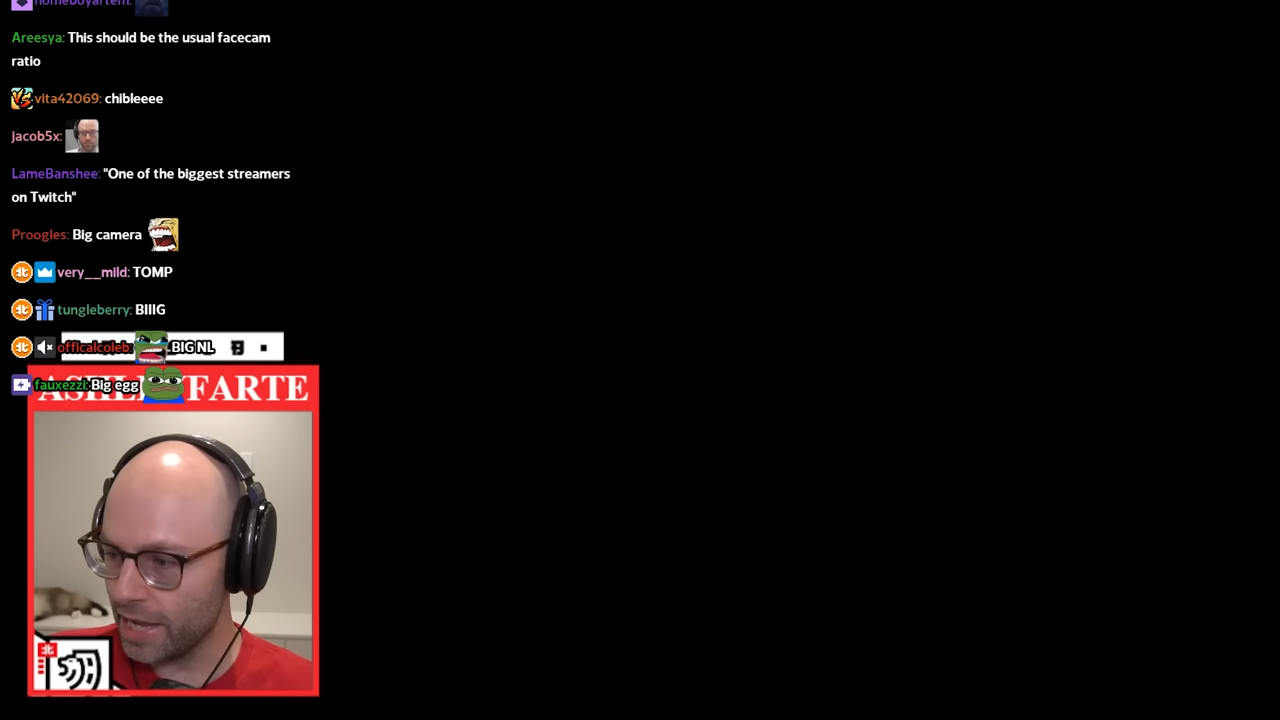 homeboyartem:
Areesya: This should be the usual facecam
ratio
vita42069: chibleeee
jacob5x:
LameBanshee: "One of the biggest streamers
on Twitch"
Proogles: Big camera
very__mild: TOMP
tungleberry: BIIIG
officalcoleb: BIG NL
fauxezzi: Big egg
FARTE